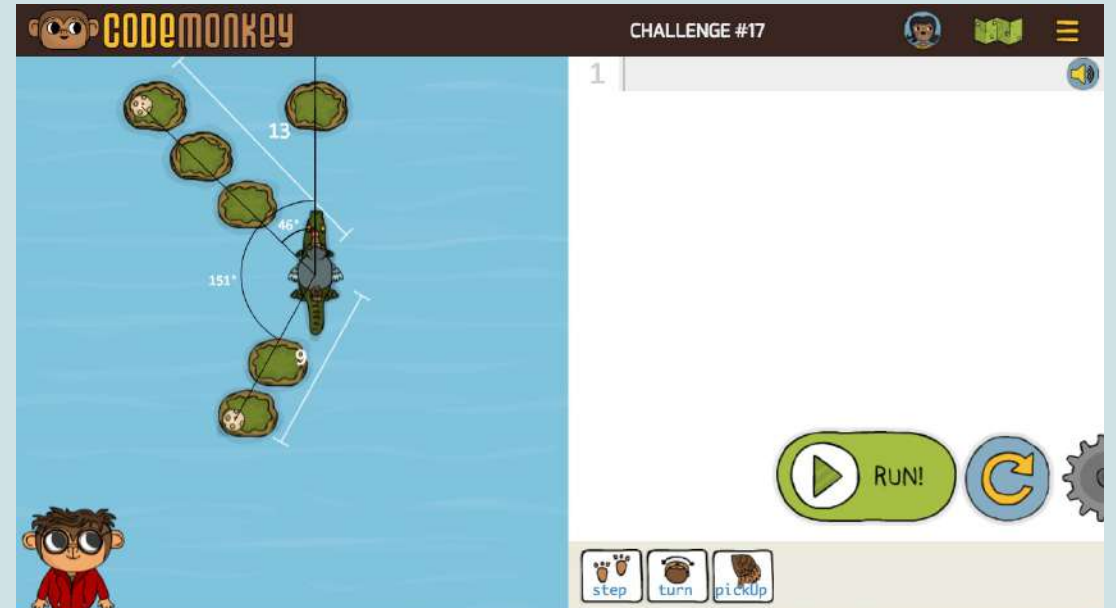 CODEMONKEY
CHALLENGE #17
1
13
46°
151°
9
RUN!
step
turn
pickUp